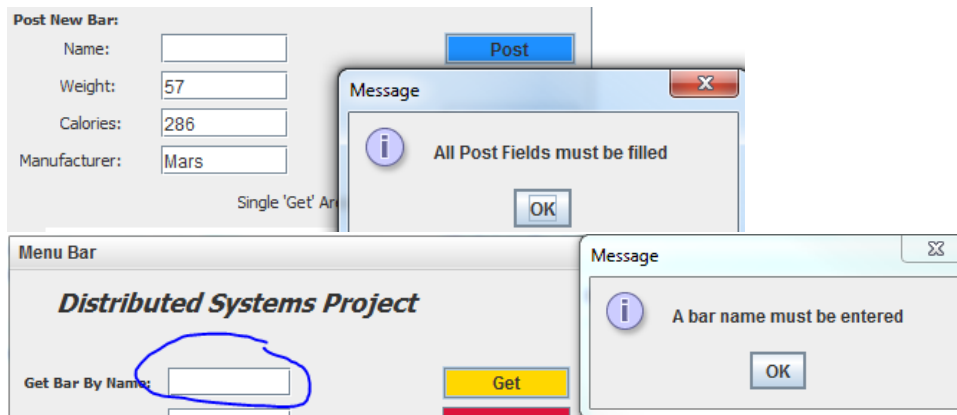 Post New Bar:
Name:
Post
Weight: 57
Message
Calories: 286
All Post Fields must be filled
Manufacturer: Mars
Single 'Get'
OK
Menu Bar
Message
Distributed Systems Project
A bar name must be entered
Get Bar By Name:
Get
OK